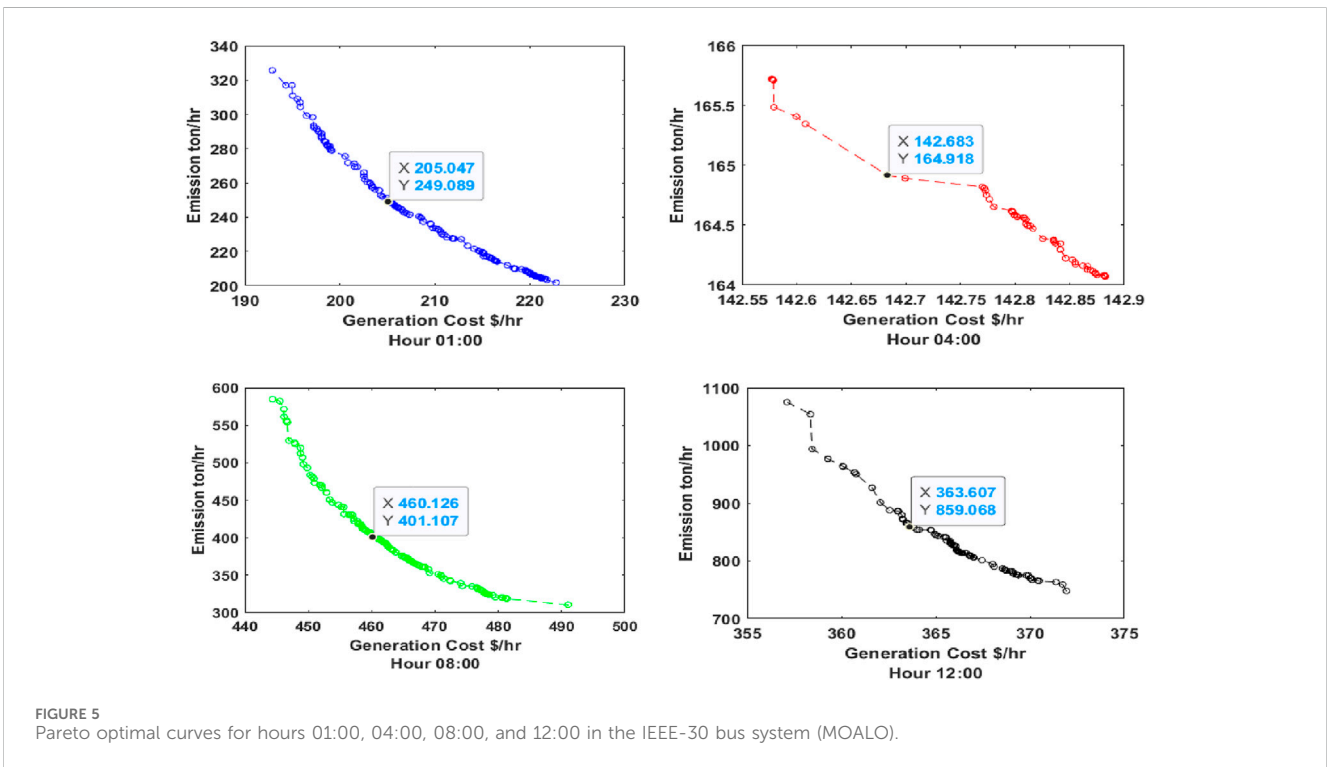 340
320
300
280
260
240
220
200
Emission ton/hr
X 205.047
Y 249.089
190 200 210 220 230
Generation Cost $/hr
Hour 01:00
166
165.5
165
164.5
164
Emission ton/hr
X 142.683
Y 164.918
142.55 142.6 142.65 142.7 142.75 142.8 142.85 142.9
Generation Cost $/hr
Hour 04:00
600
550
500
450
400
350
300
Emission ton/hr
X 460.126
Y 401.107
440 450 460 470 480 490 500
Generation Cost $/hr
Hour 08:00
1100
1000
900
800
700
Emission ton/hr
X 363.607
Y 859.068
355 360 365 370 375
Generation Cost $/hr
Hour 12:00
FIGURE 5
Pareto optimal curves for hours 01:00, 04:00, 08:00, and 12:00 in the IEEE-30 bus system (MOALO).